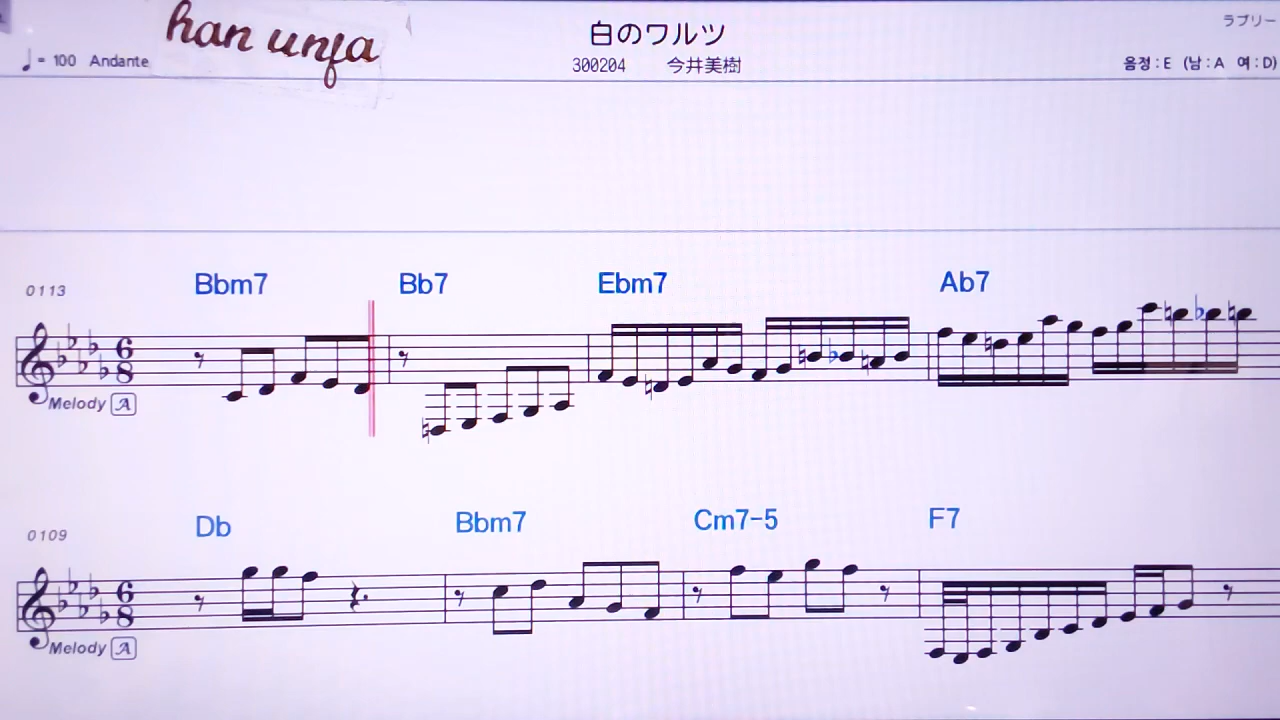 han unfa
白のワルツ
ラブリー
♩= 100 Andante
300204 今井美樹
음정 : E (남 : A 여 : D)
0113
Bbm7 Bb7 Ebm7 Ab7
6
8
Melody A
0109
Db Bbm7 Cm7-5 F7
6
8
Melody A